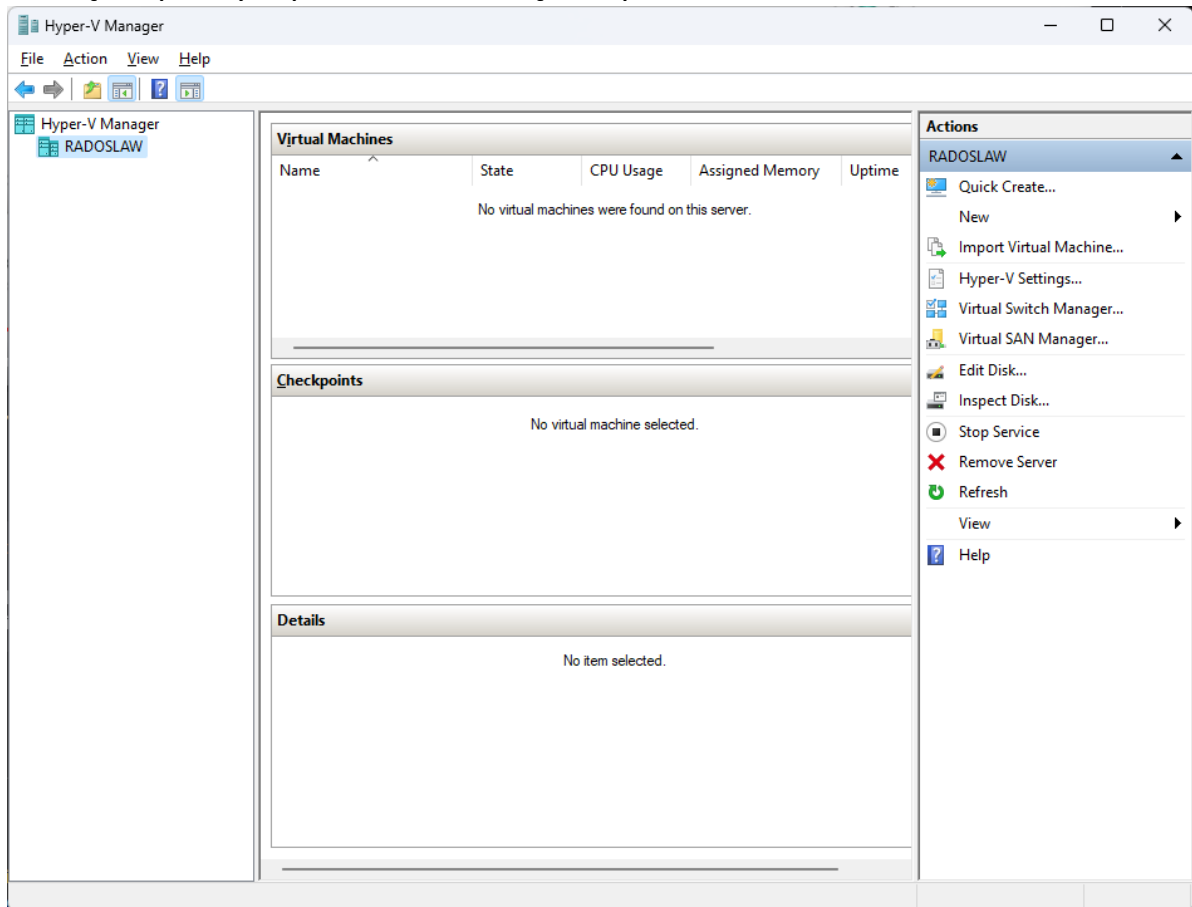 Hyper-V Manager
File Action View Help
Hyper-V Manager
RADOSLAW
Virtual Machines
Name State CPU Usage Assigned Memory Uptime
No virtual machines were found on this server.
Checkpoints
No virtual machine selected.
Details
No item selected.
Actions
RADOSLAW
Quick Create...
New
Import Virtual Machine...
Hyper-V Settings...
Virtual Switch Manager...
Virtual SAN Manager...
Edit Disk...
Inspect Disk...
Stop Service
Remove Server
Refresh
View
Help